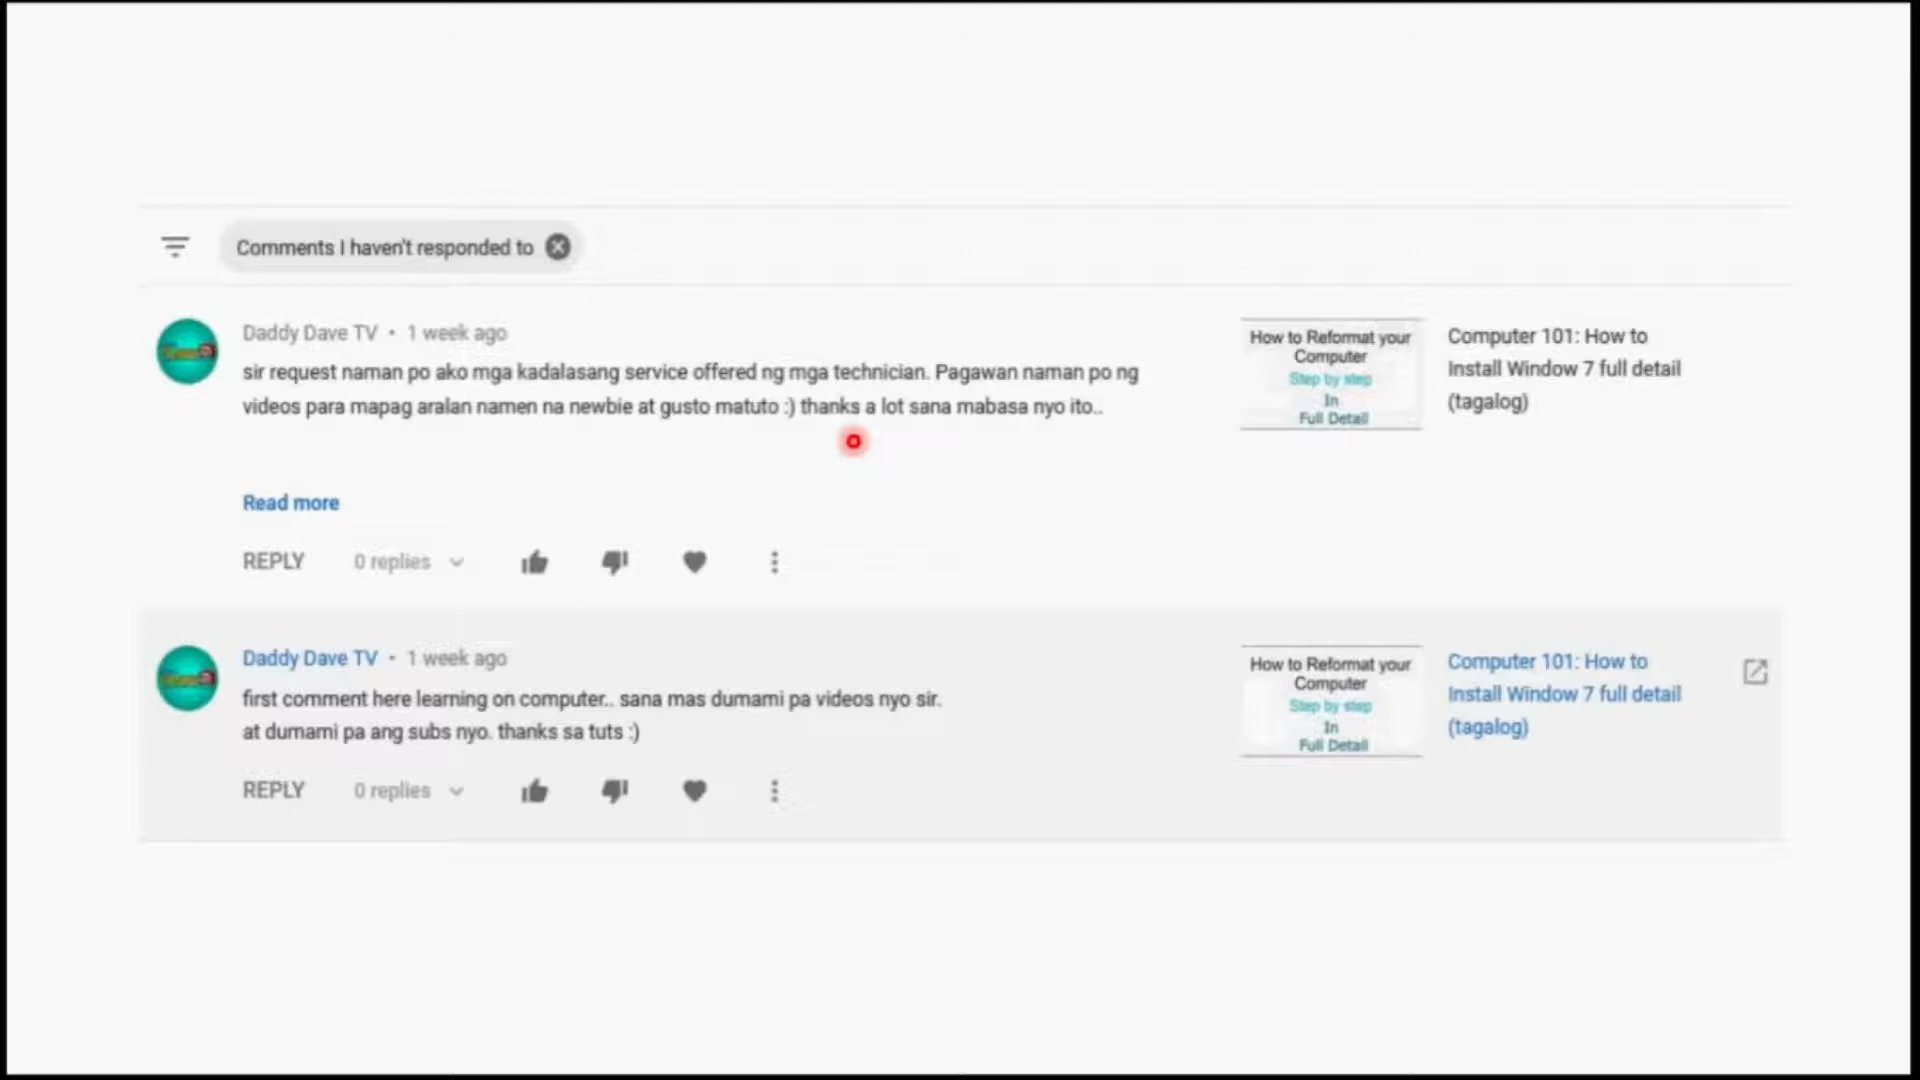 Comments I haven't responded to
Daddy Dave TV • 1 week ago
sir request naman po ako mga kadalasang service offered ng mga technician. Pagawan naman po ng
videos para mapag aralan namen na newbie at gusto matuto :) thanks a lot sana mabasa nyo ito..
Read more
REPLY 0 replies
How to Reformat your
Computer
Step by step
In
Full Detail
Computer 101: How to
Install Window 7 full detail
(tagalog)
Daddy Dave TV • 1 week ago
first comment here learning on computer.. sana mas dumami pa videos nyo sir.
at dumami pa ang subs nyo. thanks sa tuts :)
REPLY 0 replies
How to Reformat your
Computer
Step by step
In
Full Detail
Computer 101: How to
Install Window 7 full detail
(tagalog)